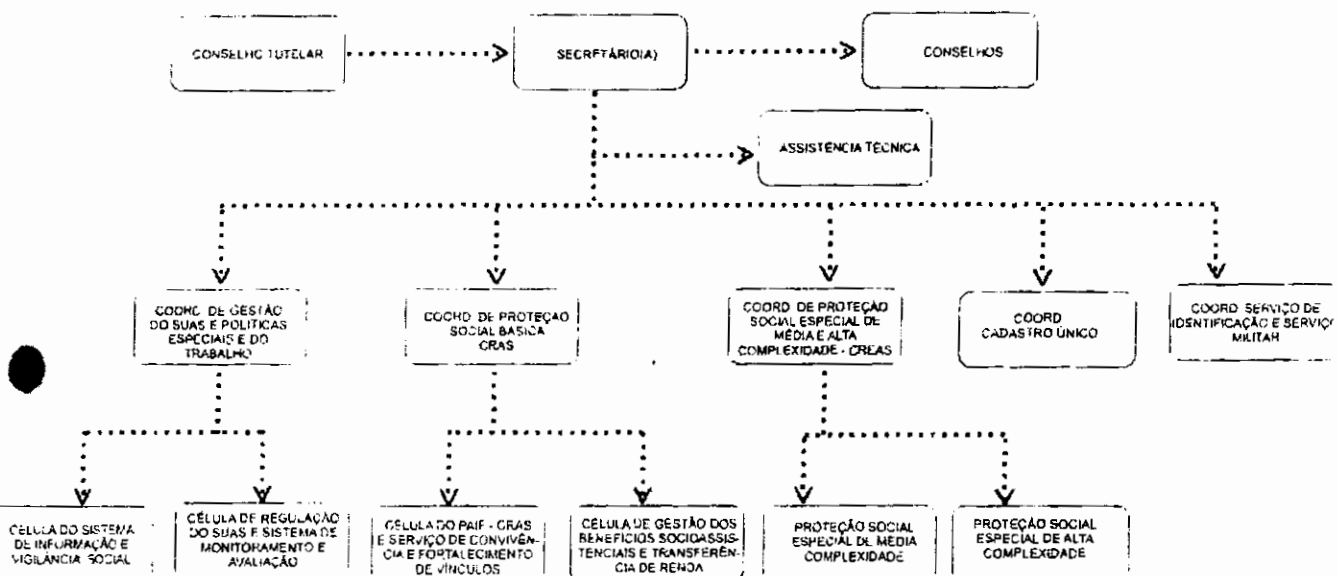 CONSELHO TUTELAR
SECRETÁRIO(A)
CONSELHOS
ASSISTÊNCIA TÉCNICA
COORD. DE GESTÃO
DO SUAS E POLÍTICAS
ESPECIAIS E DO
TRABALHO
COORD DE PROTEÇÃO
SOCIAL BÁSICA
CRAS
COORD DE PROTEÇÃO
SOCIAL ESPECIAL DE
MÉDIA E ALTA
COMPLEXIDADE - CREAS
COORD
CADASTRO ÚNICO
COORD SERVIÇO DE
IDENTIFICAÇÃO E SERVIÇO
MILITAR
CÉLULA DO SISTEMA
DE INFORMAÇÃO E
VIGILÂNCIA SOCIAL
CÉLULA DE REGULAÇÃO
DO SUAS E SISTEMA DE
MONITORAMENTO E
AVALIAÇÃO
CÉLULA DO PAIF - CRAS
E SERVIÇO DE CONVIVÊN-
CIA E FORTALECIMENTO
DE VÍNCULOS
CÉLULA DE GESTÃO DOS
BENEFÍCIOS SOCIOASSIS-
TENCIAIS E TRANSFERÊN-
CIA DE RENDA
PROTEÇÃO SOCIAL
ESPECIAL DE MÉDIA
COMPLEXIDADE
PROTEÇÃO SOCIAL
ESPECIAL DE ALTA
COMPLEXIDADE